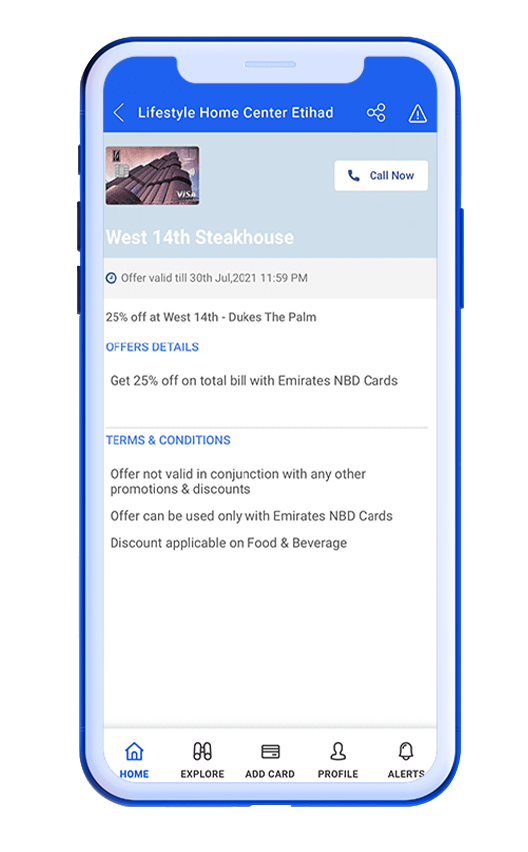 Lifestyle Home Center Etihad
VISA
Call Now
West 14th Steakhouse
Offer valid till 30th Jul,2021 11:59 PM
25% off at West 14th - Dukes The Palm
OFFERS DETAILS
Get 25% off on total bill with Emirates NBD Cards
TERMS & CONDITIONS
Offer not valid in conjunction with any other
promotions & discounts
Offer can be used only with Emirates NBD Cards
Discount applicable on Food & Beverage
HOME EXPLORE ADD CARD PROFILE ALERTS